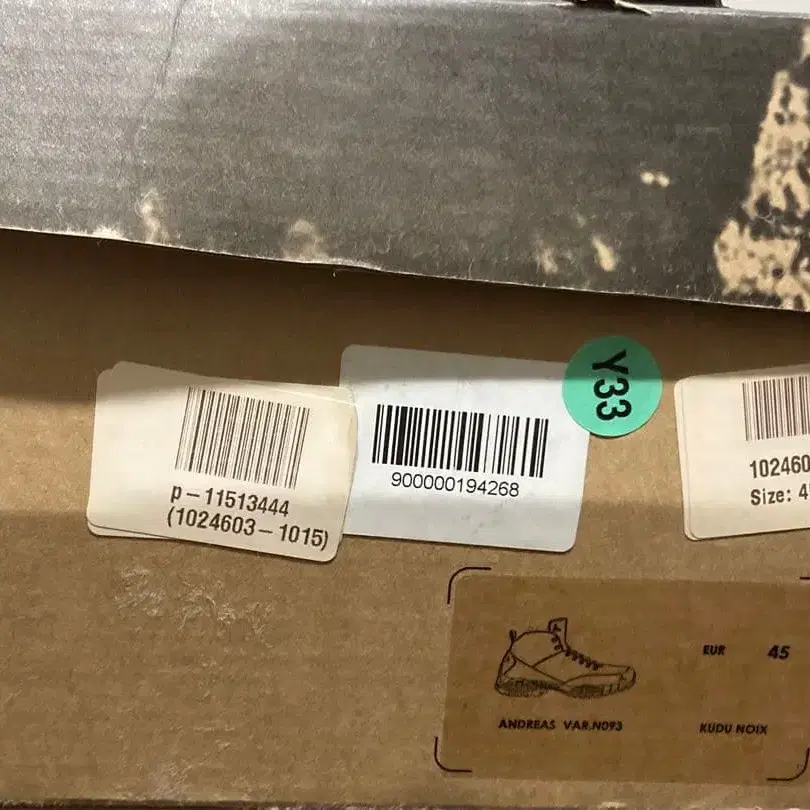 p-11513444
(1024603-1015)
900000194268
Y33
102460
Size: 4
EUR 45
ANDREAS VAR.N093
KUDU NOIX